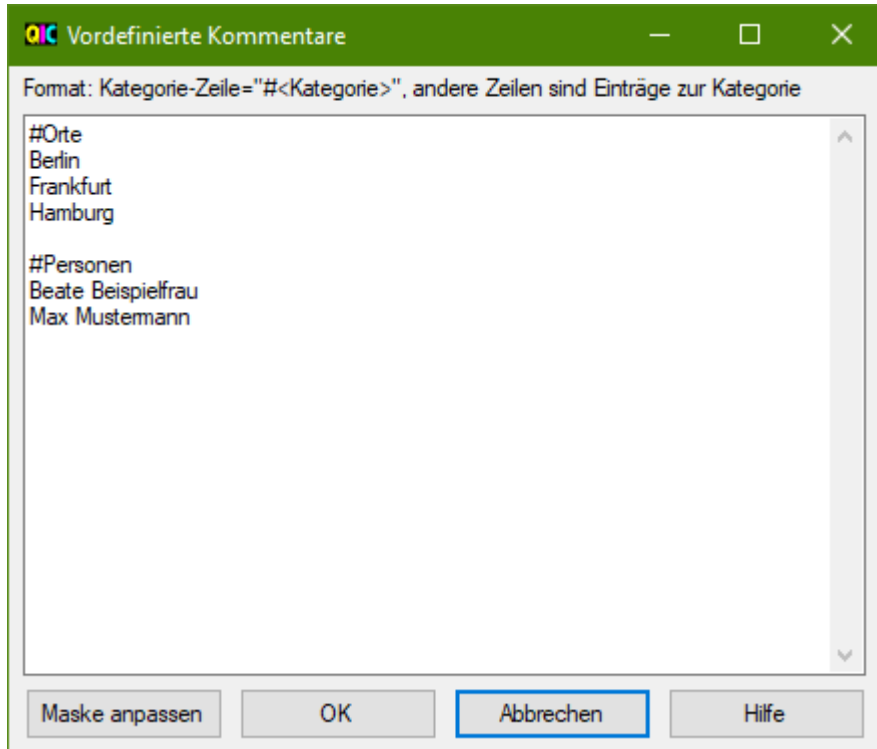 QIC Vordefinierte Kommentare
Format: Kategorie-Zeile="#<Kategorie>", andere Zeilen sind Einträge zur Kategorie
#Orte
Berlin
Frankfurt
Hamburg
#Personen
Beate Beispielfrau
Max Mustermann
Maske anpassen OK Abbrechen Hilfe